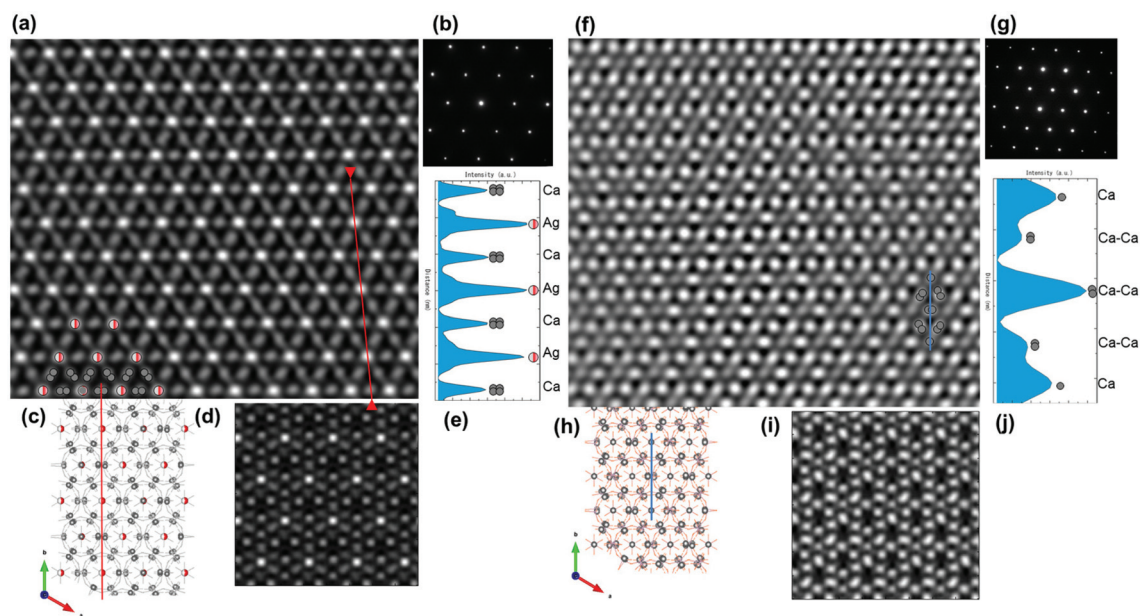 (a)
(b)
(f)
(g)
Intensity (a.u.)
Ca
Ag
Ca
Ag
Ca
Ag
Ca
Distance (nm)
Intensity (a.u.)
Ca
Ca-Ca
Ca-Ca
Ca-Ca
Ca
Distance (nm)
(c)
(d)
(e)
(h)
(i)
(j)
b
a
b
a